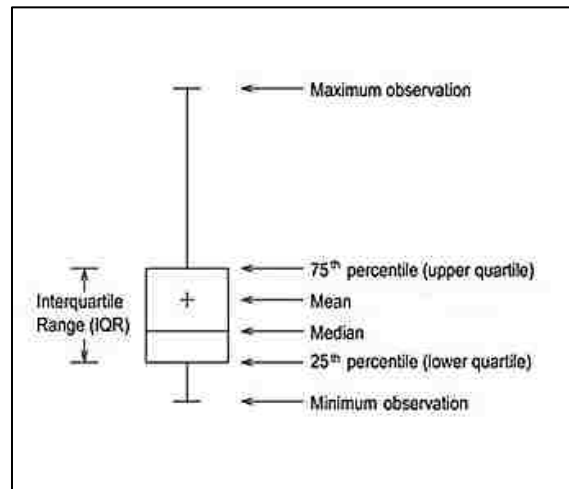 Maximum observation
75th percentile (upper quartile)
Mean
Interquartile
Range (IQR)
Median
25th percentile (lower quartile)
Minimum observation